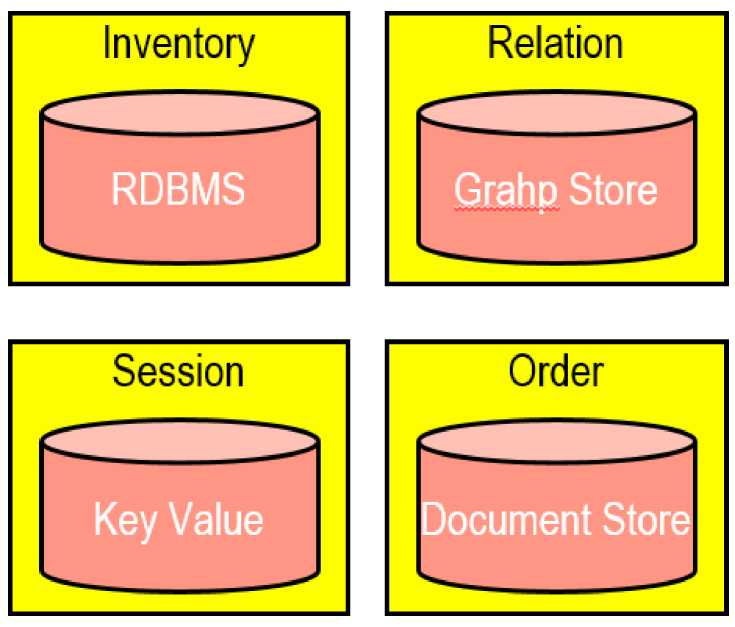 Inventory
RDBMS
Relation
Grahp Store
Session
Key Value
Order
Document Store